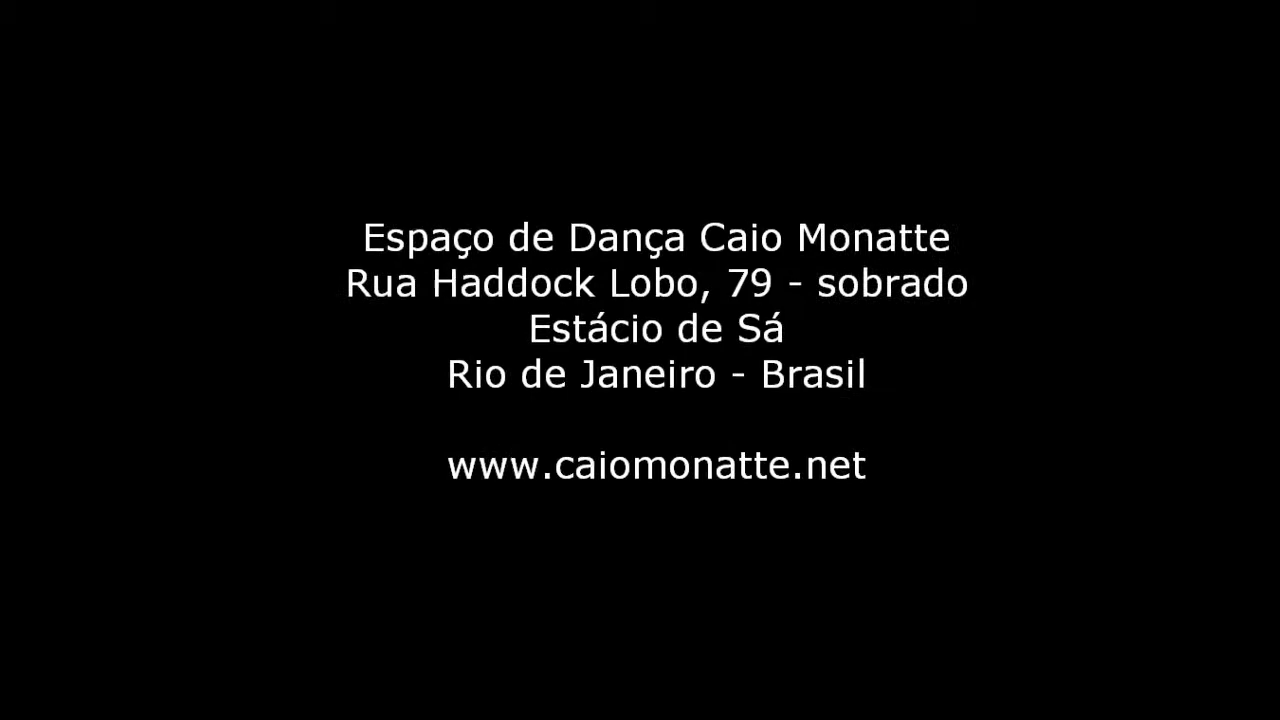 Espaço de Dança Caio Monatte
Rua Haddock Lobo, 79 - sobrado
Estácio de Sá
Rio de Janeiro - Brasil
www.caiomonatte.net